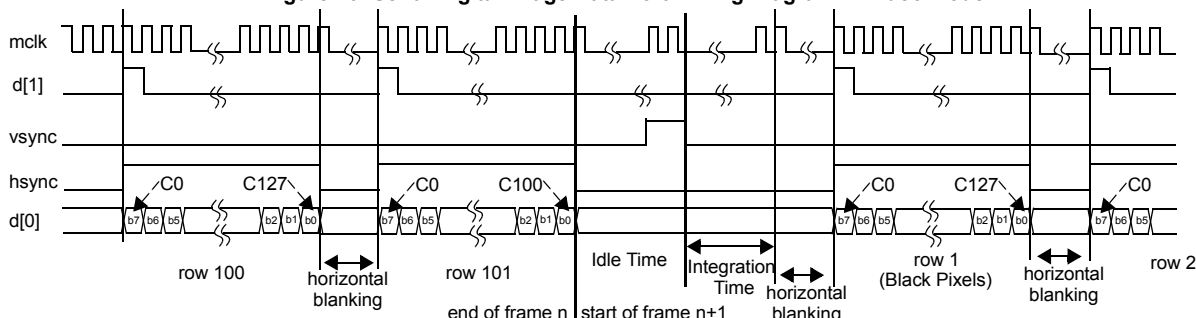 mclk
d[1]
vsync
hsync C0 C127 C0 C100 C0 C127 C0
d[0] b7 b6 b5 b2 b1 b0 b7 b6 b5 b2 b1 b0 b7 b6 b5 b2 b1 b0 b7 b6 b5
row 100
horizontal
blanking
row 101
Idle Time
Integration
Time
horizontal
blanking
row 1
(Black Pixels)
horizontal
blanking
row 2
end of frame n
start of frame n+1